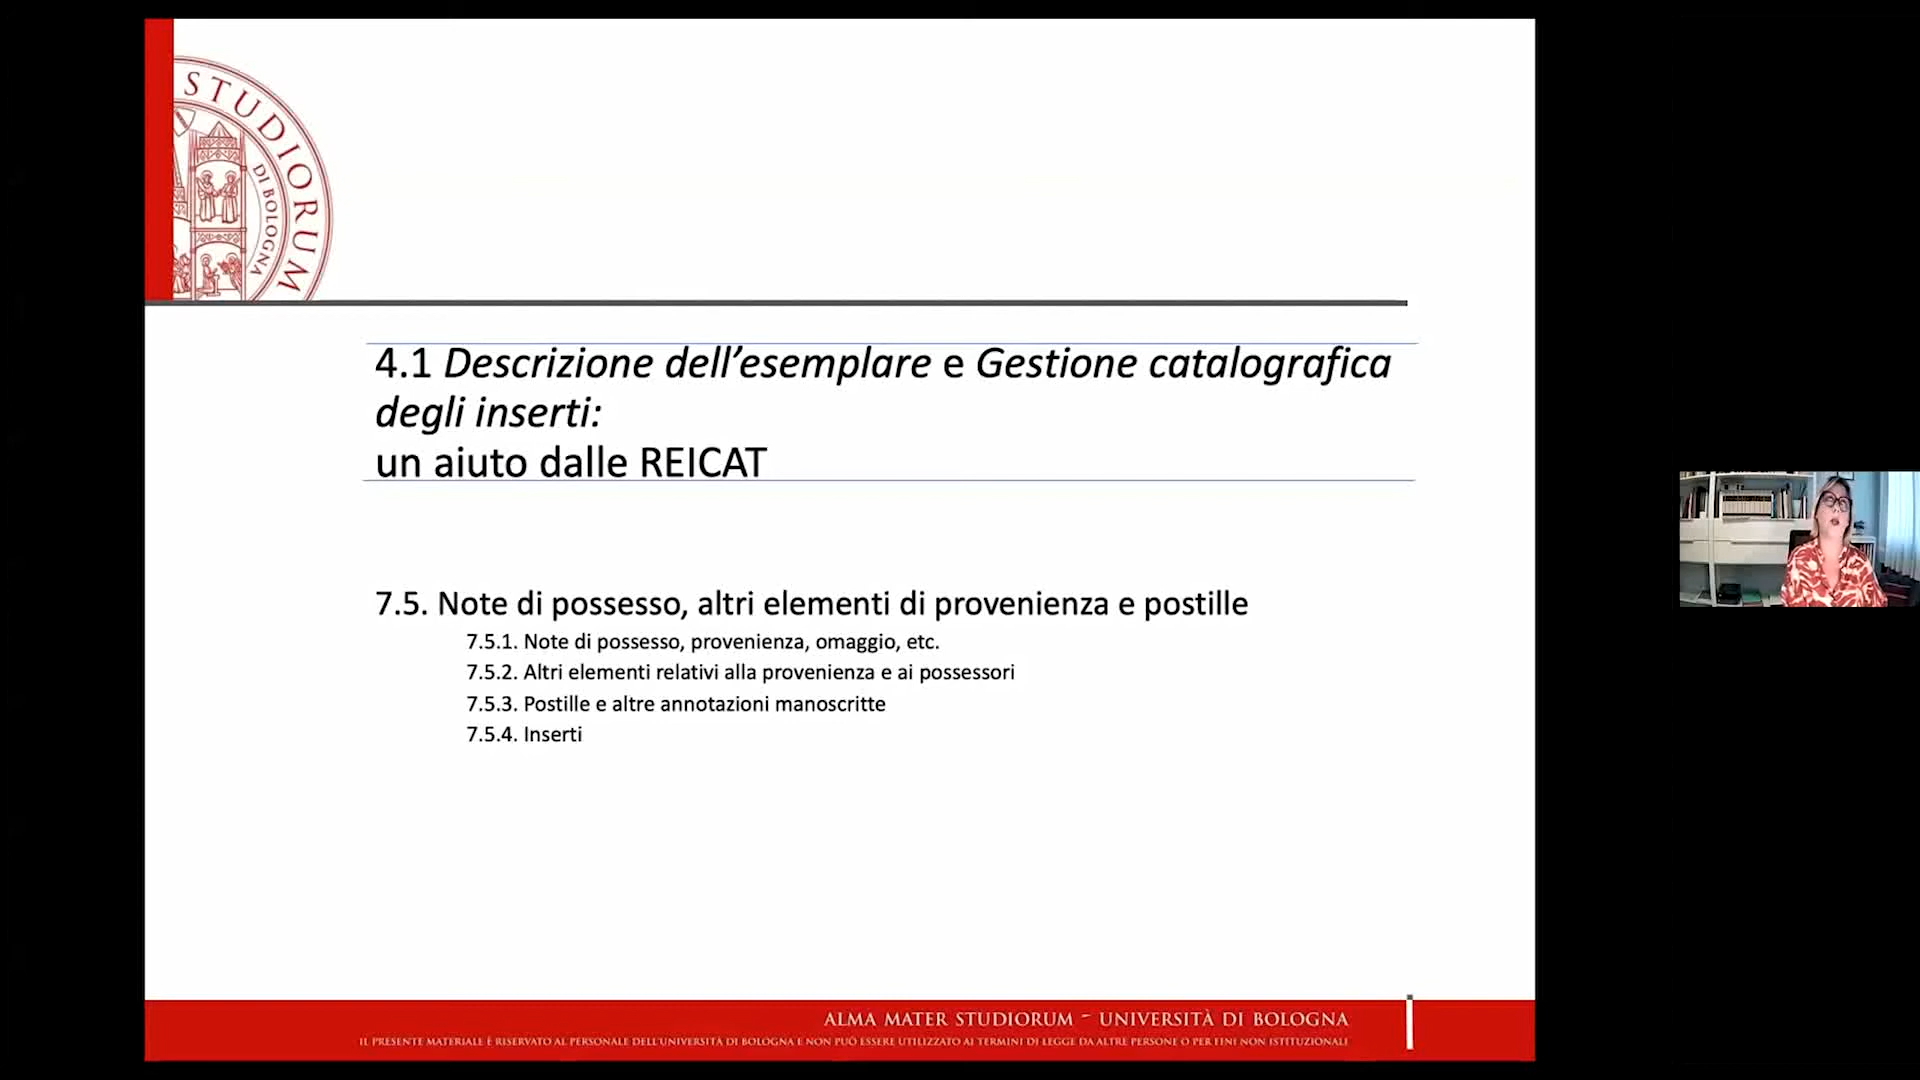 STUDIORUM
DI BOLOGNA
4.1 Descrizione dell’esemplare e Gestione catalografica
degli inserti:
un aiuto dalle REICAT
7.5. Note di possesso, altri elementi di provenienza e postille
7.5.1. Note di possesso, provenienza, omaggio, etc.
7.5.2. Altri elementi relativi alla provenienza e ai possessori
7.5.3. Postille e altre annotazioni manoscritte
7.5.4. Inserti
ALMA MATER STUDIORUM – UNIVERSITÀ DI BOLOGNA
IL PRESENTE MATERIALE È RISERVATO AL PERSONALE DELL’UNIVERSITÀ DI BOLOGNA E NON PUÒ ESSERE UTILIZZATO AI TERMINI DI LEGGE DA ALTRE PERSONE O PER FINI NON ISTITUZIONALI